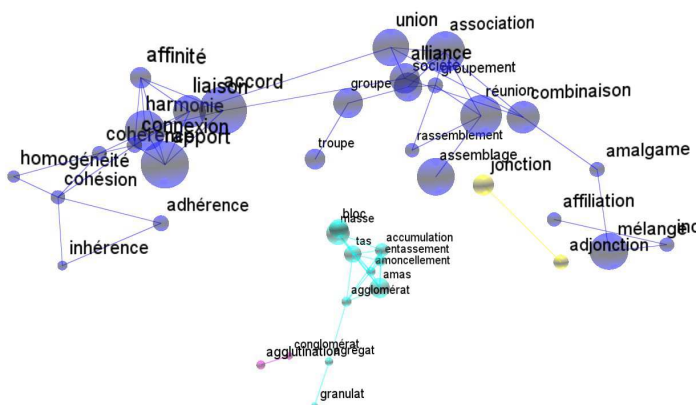 union
association
affinité
alliance
société
groupement
liaison
accord
groupe
réunion
combinaison
harmonie
connexion
rapport
troupe
rassemblement
assemblage
jonction
amalgame
homogénéité
cohésion
adhérence
affiliation
mélange
adjonction
inhérence
bloc
masse
tas
accumulation
entassement
amoncellement
amas
agglomérat
conglomérat
agglutination
agrégat
granulat